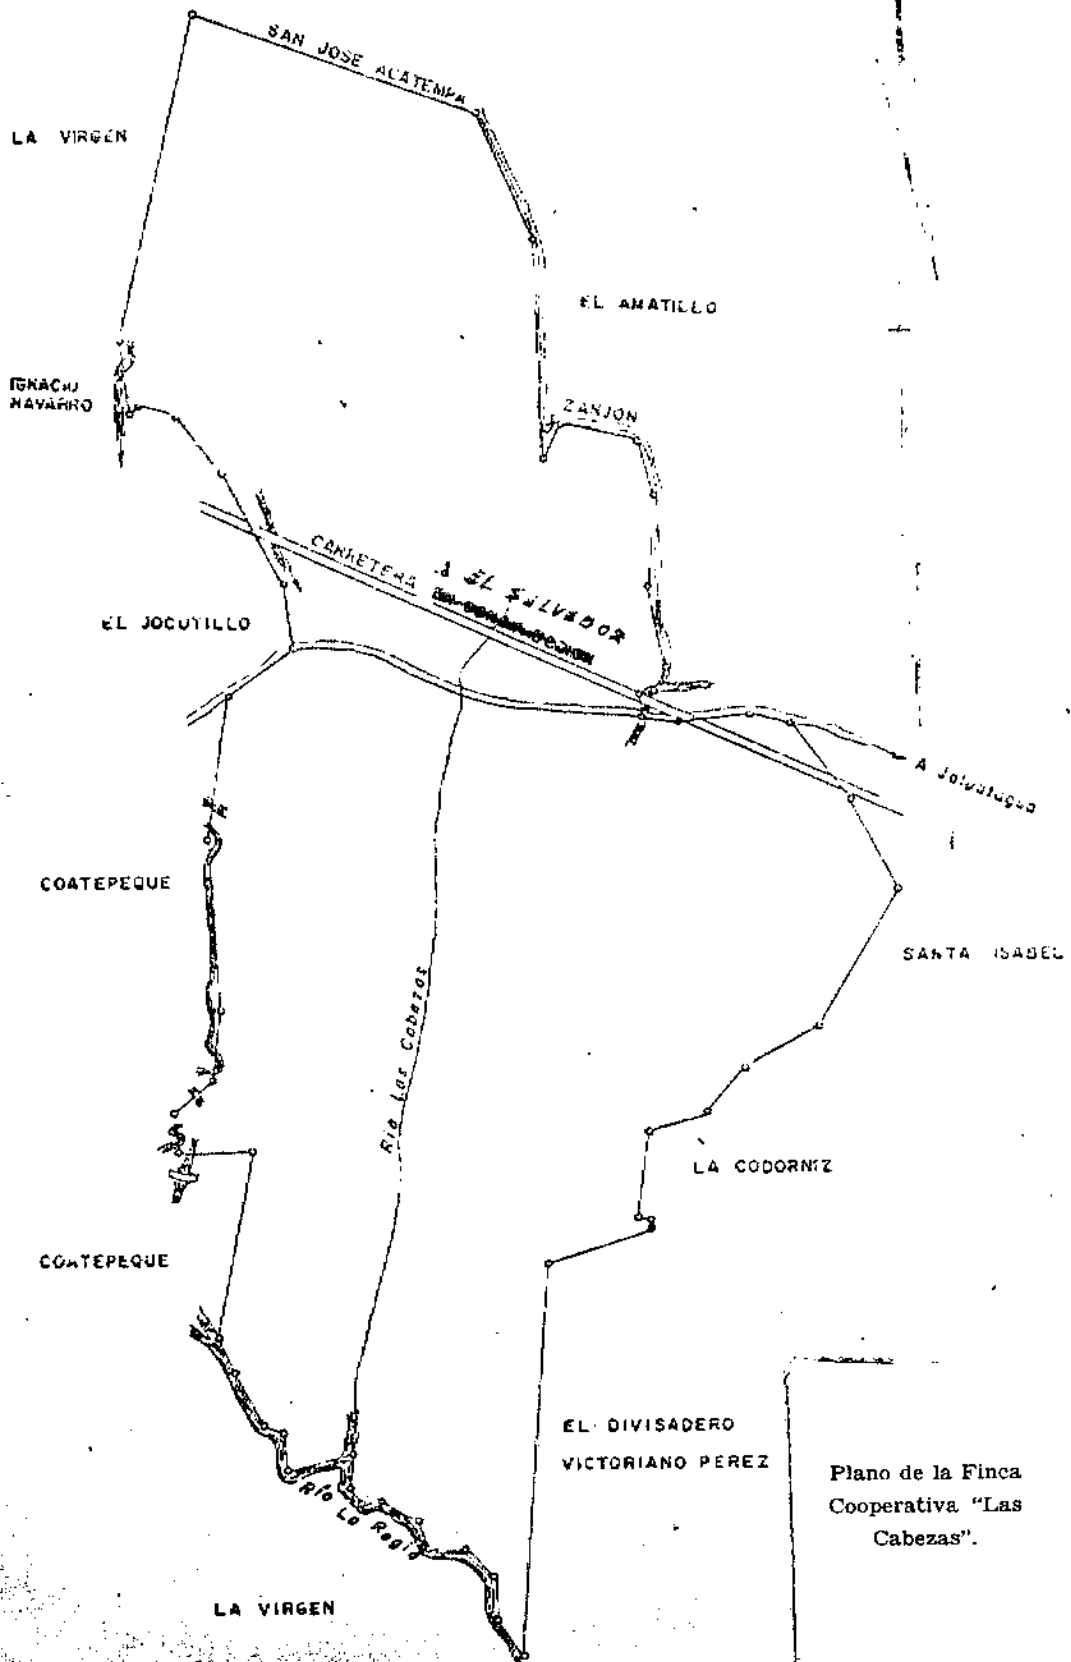 SAN JOSE ACATEMPA
LA VIRGEN
EL AMATILLO
IGNACIO
NAVARRO
ZANJON
CARRETERA A EL SALVADOR
EL JOCOTILLO
A Jalpatagua
COATEPEQUE
SANTA ISABEL
Río Las Cabezas
LA CODORNIZ
COATEPEQUE
EL DIVISADERO
VICTORIANO PEREZ
Plano de la Finca
Cooperativa “Las
Cabezas”.
Río La Regia
LA VIRGEN